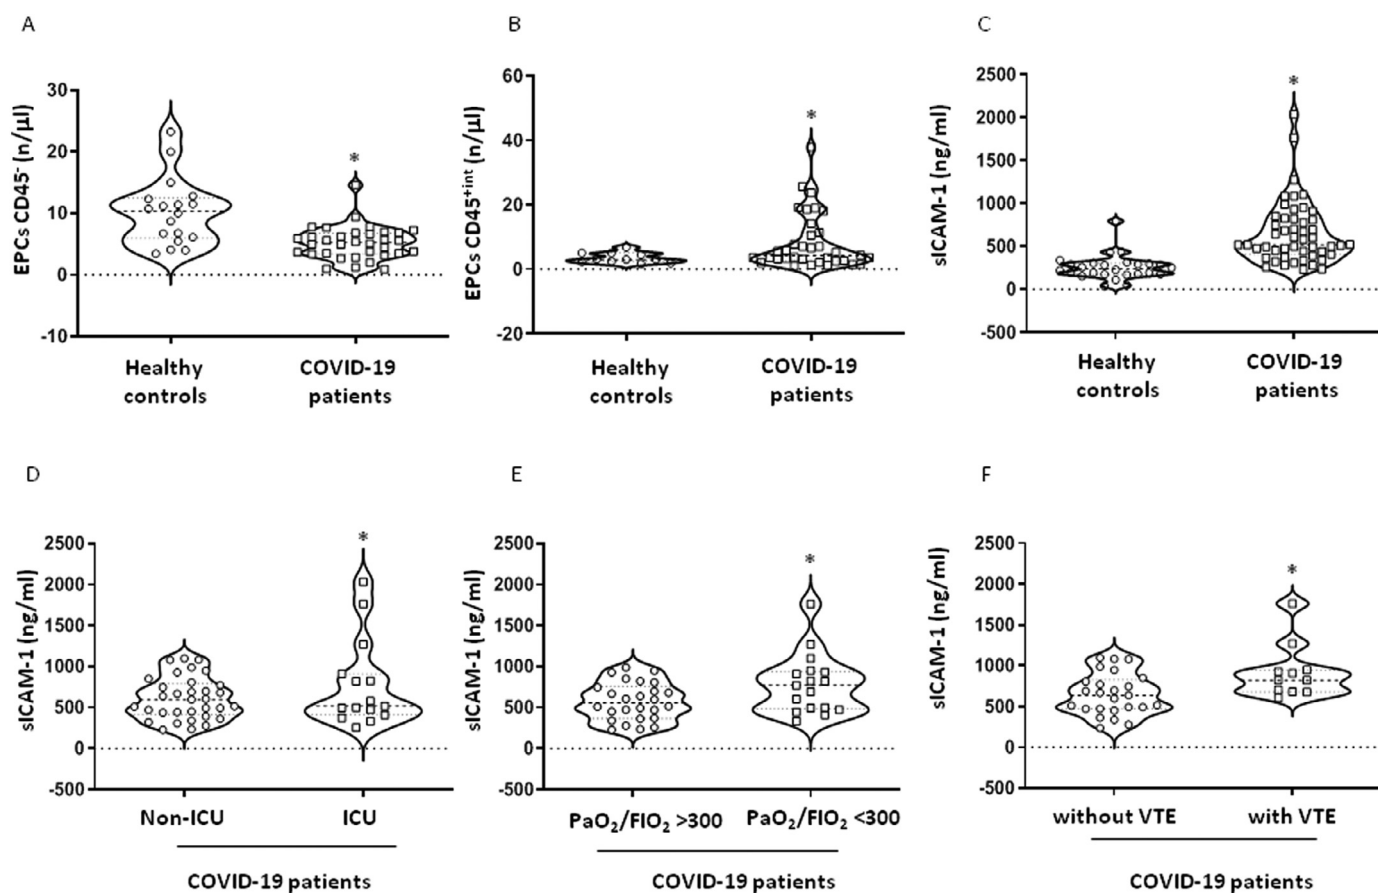 A
B
C
EPCs CD45⁻ (n/µl)
30
20
10
0
-10
Healthy controls
COVID-19 patients
*
EPCs CD45⁺ⁱⁿᵗ (n/µl)
60
40
20
0
-20
Healthy controls
COVID-19 patients
*
sICAM-1 (ng/ml)
2500
2000
1500
1000
500
0
-500
Healthy controls
COVID-19 patients
*
D
E
F
sICAM-1 (ng/ml)
2500
2000
1500
1000
500
0
-500
*
Non-ICU
ICU
COVID-19 patients
sICAM-1 (ng/ml)
2500
2000
1500
1000
500
0
-500
*
PaO₂/FIO₂ >300
PaO₂/FIO₂ <300
COVID-19 patients
sICAM-1 (ng/ml)
2500
2000
1500
1000
500
0
-500
*
without VTE
with VTE
COVID-19 patients